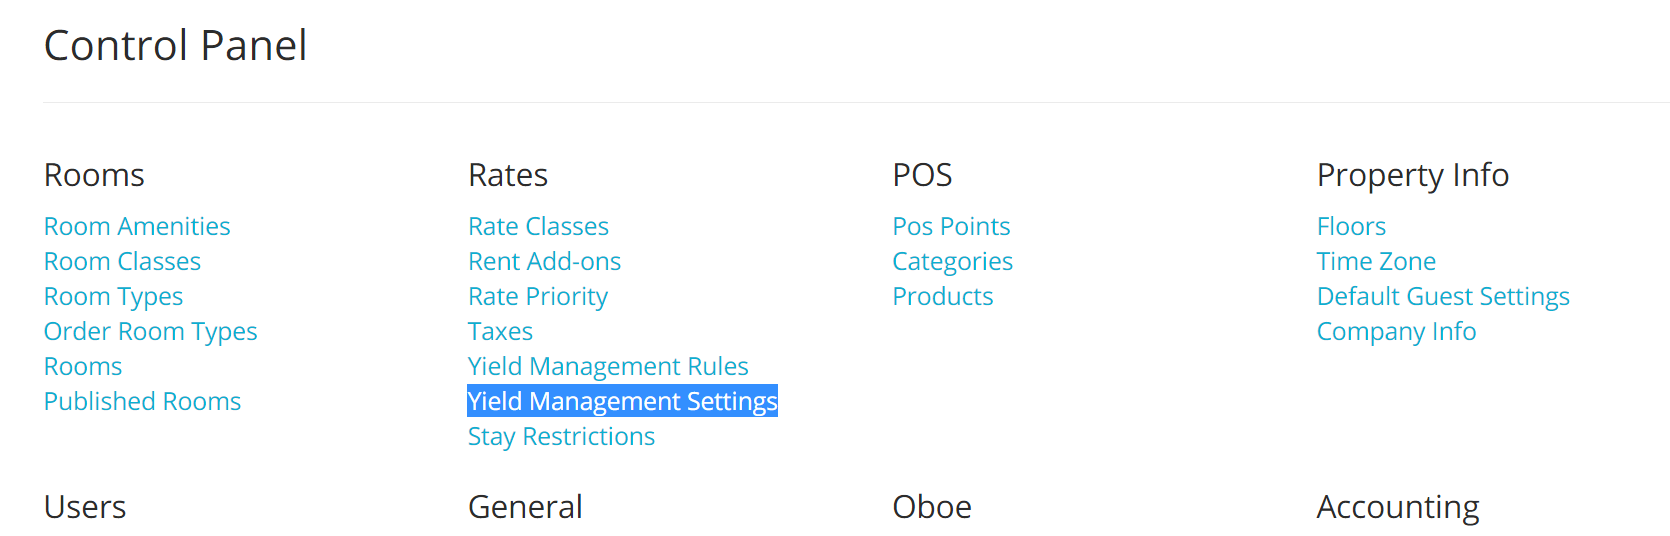 Control Panel
Rooms
Room Amenities
Room Classes
Room Types
Order Room Types
Rooms
Published Rooms
Rates
Rate Classes
Rent Add-ons
Rate Priority
Taxes
Yield Management Rules
Yield Management Settings
Stay Restrictions
POS
Pos Points
Categories
Products
Property Info
Floors
Time Zone
Default Guest Settings
Company Info
Users
General
Oboe
Accounting